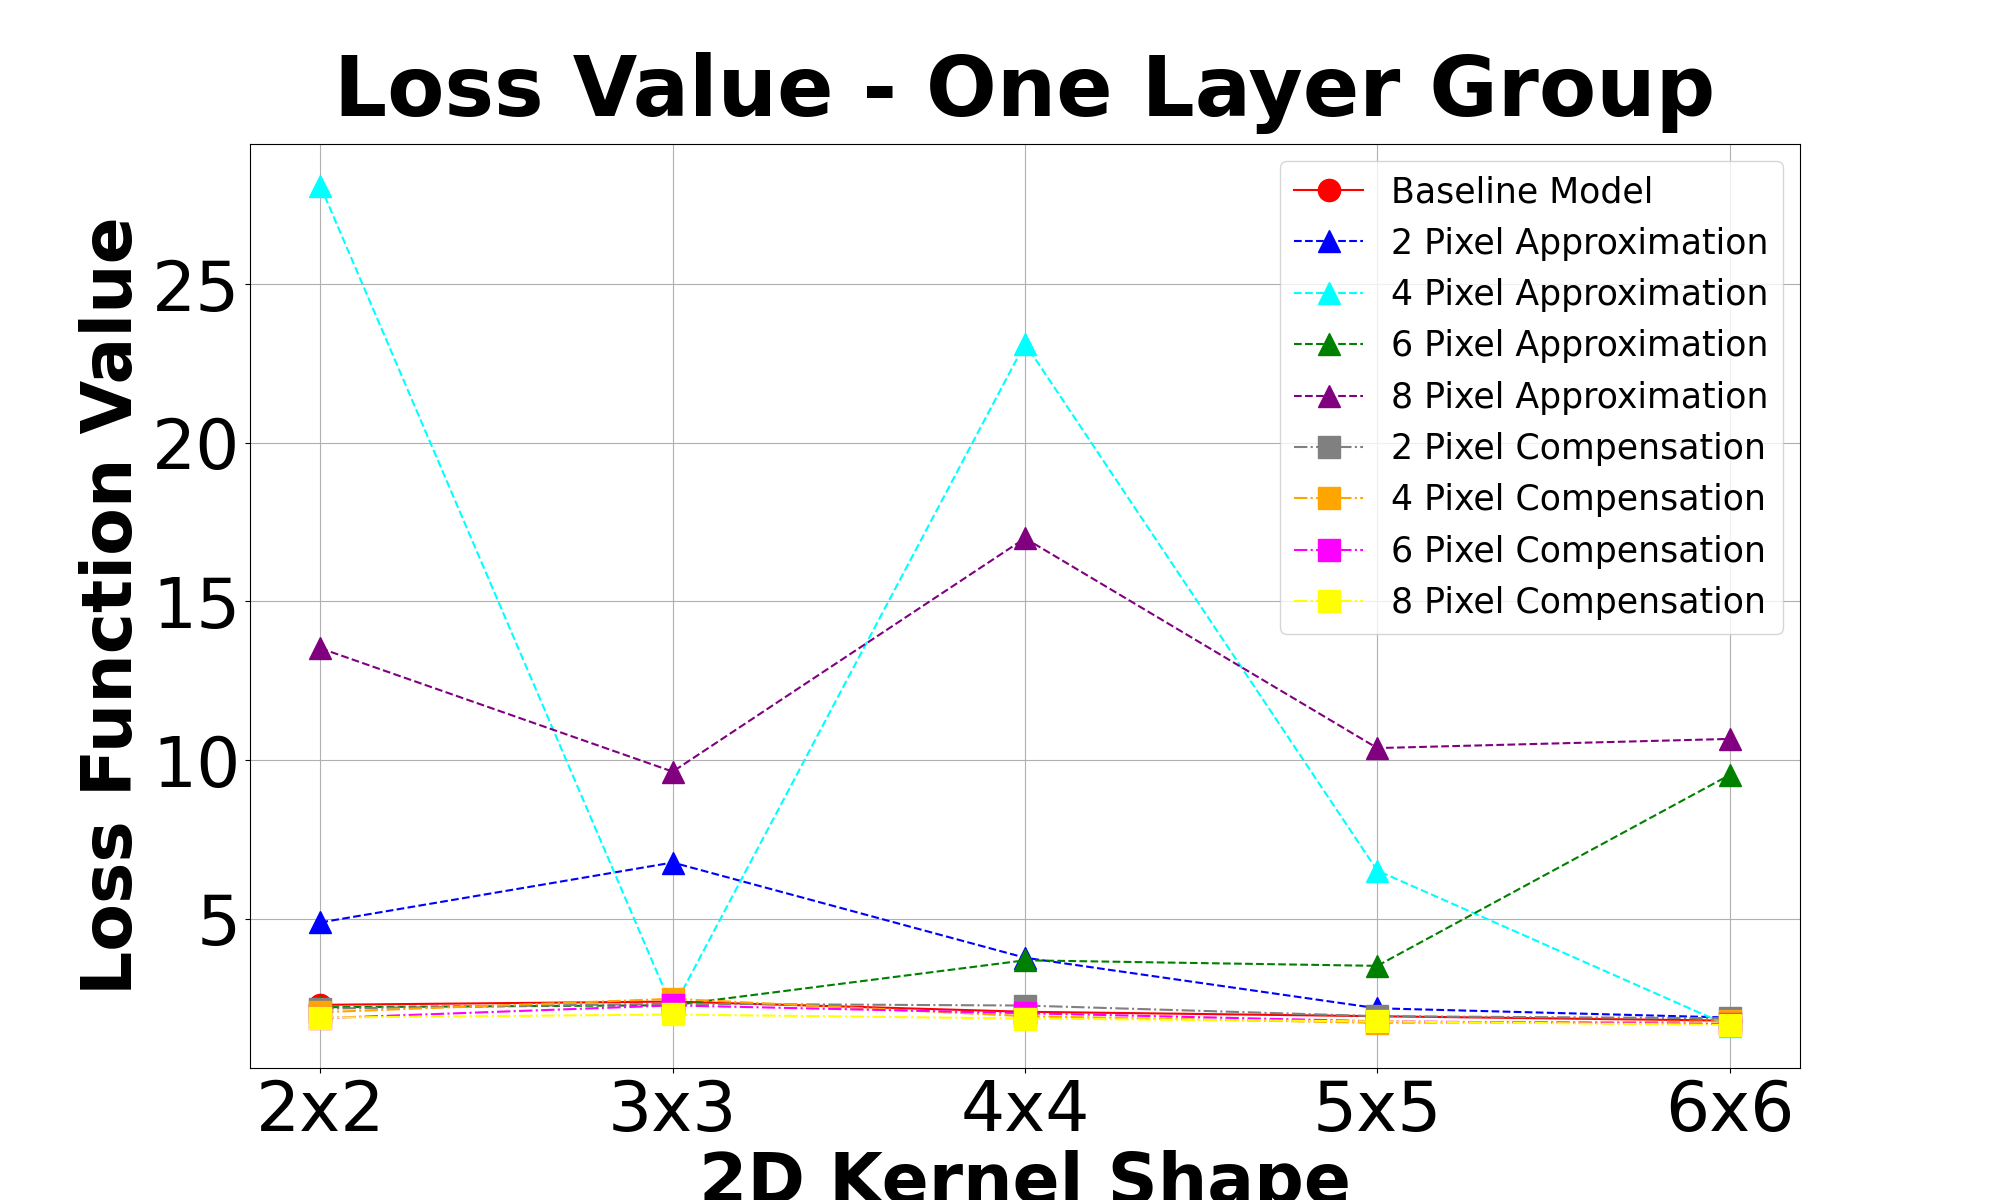 Loss Value - One Layer Group
Loss Function Value
25
20
15
10
5
Baseline Model
2 Pixel Approximation
4 Pixel Approximation
6 Pixel Approximation
8 Pixel Approximation
2 Pixel Compensation
4 Pixel Compensation
6 Pixel Compensation
8 Pixel Compensation
2x2 3x3 4x4 5x5 6x6
2D Kernel Shape